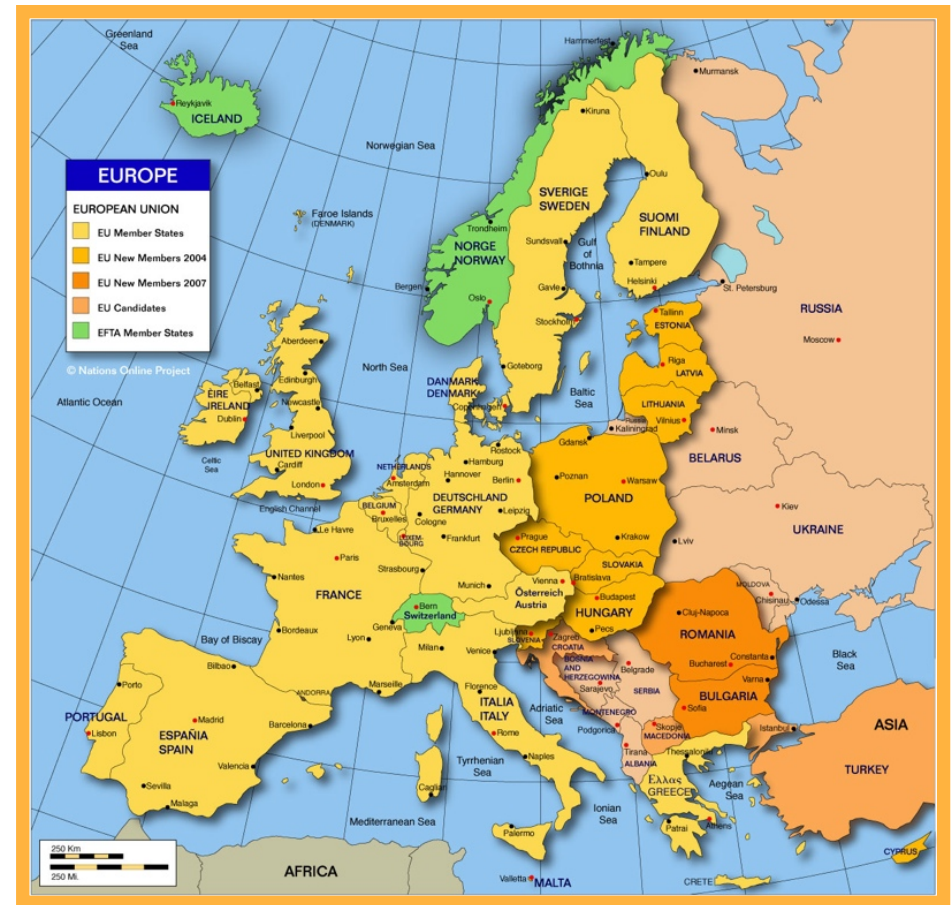 Greenland
Sea
Hammerfest
Murmansk
Reykjavik
ICELAND
Kiruna
Norwegian Sea
EUROPE
EUROPEAN UNION
EU Member States
EU New Members 2004
EU New Members 2007
EU Candidates
EFTA Member States
© Nations Online Project
Oulu
SVERIGE
SWEDEN
Faroe Islands
(DENMARK)
Trondheim
SUOMI
FINLAND
NORGE
NORWAY
Sundsvall
Gulf
of
Bothnia
Tampere
Bergen
Gavle
Helsinki
St. Petersburg
Oslo
RUSSIA
Tallinn
ESTONIA
Stockholm
Moscow
Aberdeen
North Sea
Göteborg
Riga
LATVIA
Edinburgh
DANMARK
DENMARK
Baltic
Sea
Belfast
Atlantic Ocean
ÉIRE
IRELAND
Newcastle
Copenhagen
LITHUANIA
Dublin
Vilnius
Russia
Kaliningrad
Minsk
Liverpool
Gdansk
Rostock
UNITED KINGDOM
BELARUS
Celtic
Sea
Cardiff
NETHERLANDS
Hamburg
Hannover
Amsterdam
Berlin
Poznan
Warsaw
London
DEUTSCHLAND
GERMANY
POLAND
English Channel
BELGIUM
Bruxelles
Leipzig
Kiev
Cologne
UKRAINE
Le Havre
LUXEM-
BOURG
Frankfurt
Prague
Krakow
Lviv
CZECH REPUBLIC
Paris
Strasbourg
SLOVAKIA
Nantes
Munich
Vienna
Bratislava
MOLDOVA
FRANCE
Österreich
Austria
Budapest
Chisinau
Odessa
Bern
Switzerland
HUNGARY
Cluj-Napoca
Geneva
Bordeaux
Lyon
Ljubljana
SLOVENIA
Pecs
Zagreb
CROATIA
ROMANIA
Bay of Biscay
Milan
Venice
BOSNIA
AND
HERZEGOWINA
Belgrade
Constanta
Black
Sea
Bilbao
Bucharest
Sarajevo
SERBIA
Varna
Porto
ANDORRA
Marseille
Florence
BULGARIA
ITALIA
ITALY
Adriatic
Sea
MONTENEGRO
Sofia
PORTUGAL
Madrid
Barcelona
Podgorica
Skopje
MACEDONIA
Istanbul
ASIA
Lisbon
ESPAÑIA
SPAIN
Rome
Tirana
ALBANIA
Thessaloniki
Naples
Valencia
Tyrrhenian
Sea
TURKEY
Ελλας
GREECE
Aegean
Sea
Sevilla
Cagliari
Malaga
Ionian
Sea
Mediterranean Sea
Patrai
Athens
Palermo
250 Km
250 Mi.
CYPRUS
AFRICA
Valletta
MALTA
CRETE